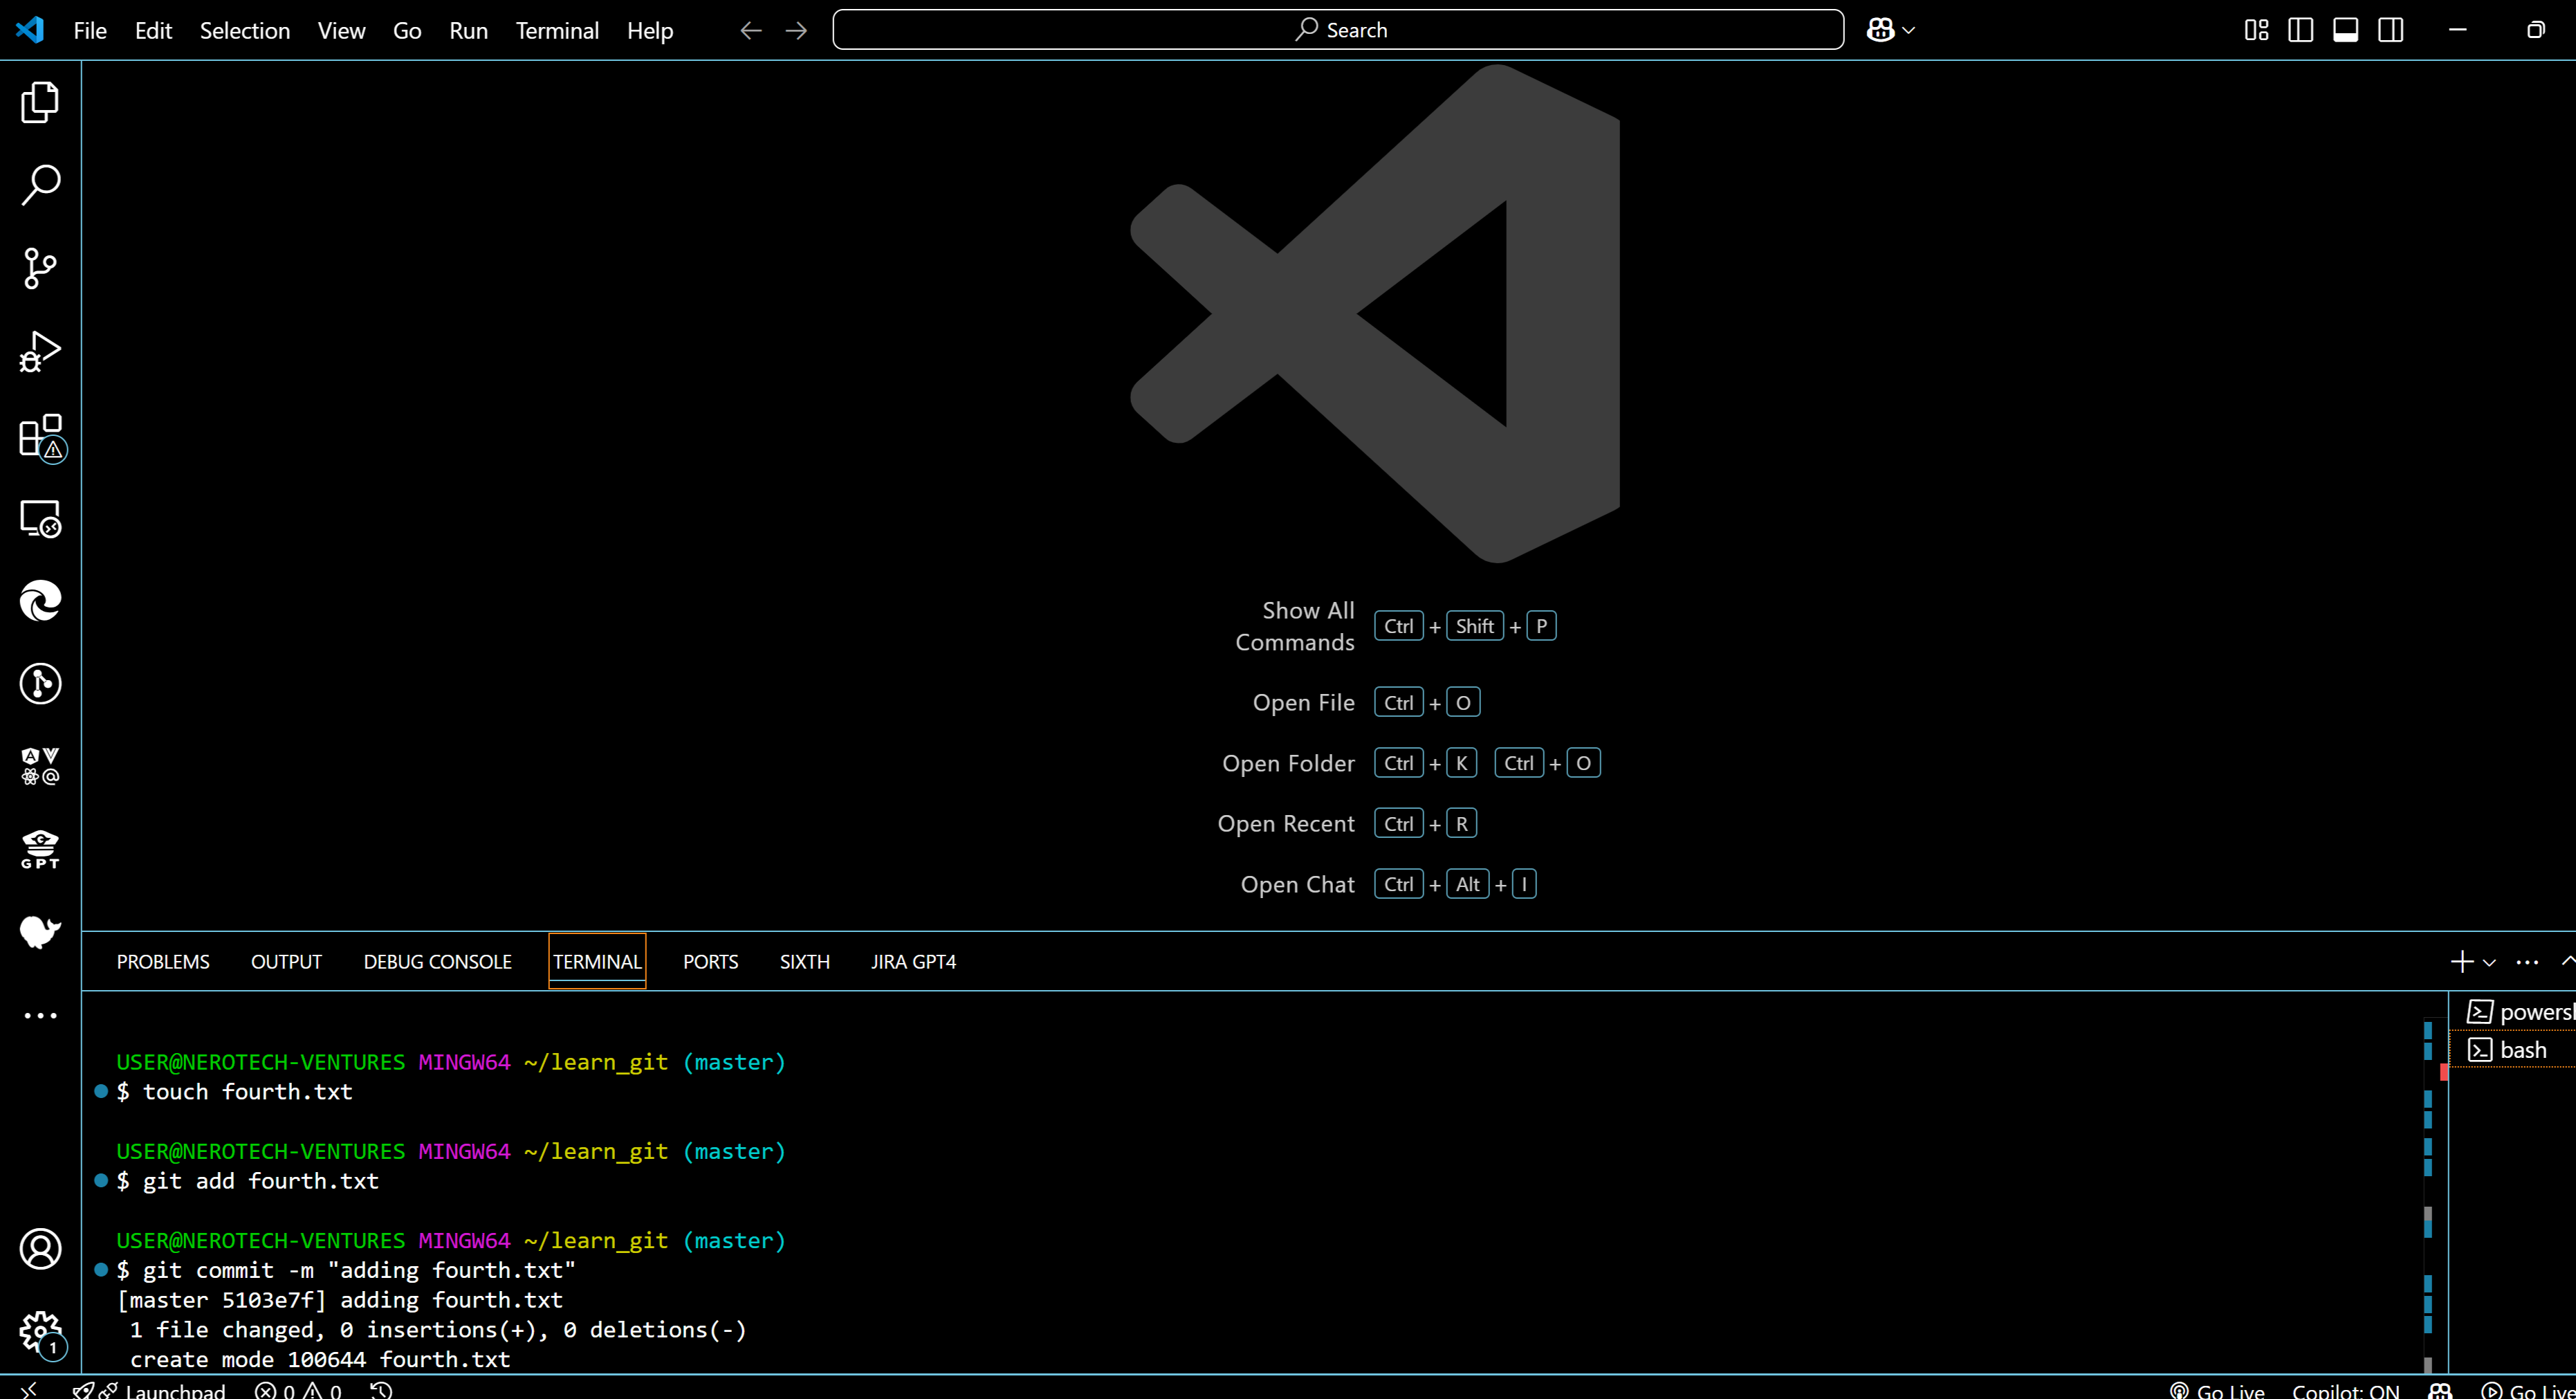 File Edit Selection View Go Run Terminal Help
Search
Show All
Commands Ctrl + Shift + P
Open File Ctrl + O
Open Folder Ctrl + K Ctrl + O
Open Recent Ctrl + R
Open Chat Ctrl + Alt + I
GPT
PROBLEMS OUTPUT DEBUG CONSOLE TERMINAL PORTS SIXTH JIRA GPT4
powersh
bash
USER@NEROTECH-VENTURES MINGW64 ~/learn_git (master)
$ touch fourth.txt
USER@NEROTECH-VENTURES MINGW64 ~/learn_git (master)
$ git add fourth.txt
USER@NEROTECH-VENTURES MINGW64 ~/learn_git (master)
$ git commit -m "adding fourth.txt"
[master 5103e7f] adding fourth.txt
1 file changed, 0 insertions(+), 0 deletions(-)
create mode 100644 fourth.txt
1
Launchpad 0 0 Go Live Copilot: ON Go Live